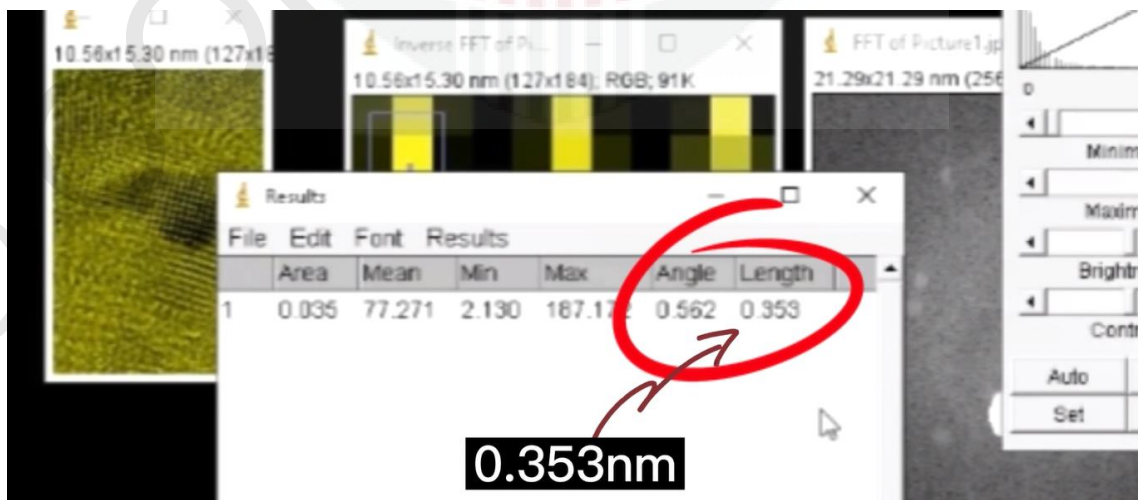 10.56x15.30 nm (127x18
Inverse FFT of Pi...
10.56x15.30 nm (127x184); RGB; 91K
FFT of Picture1.jp
21.29x21.29 nm (256
0
Minim
Maxim
Brightn
Contr
Auto
Set
Results
File Edit Font Results
Area Mean Min Max Angle Length
1 0.035 77.271 2.130 187.172 0.562 0.353
0.353nm